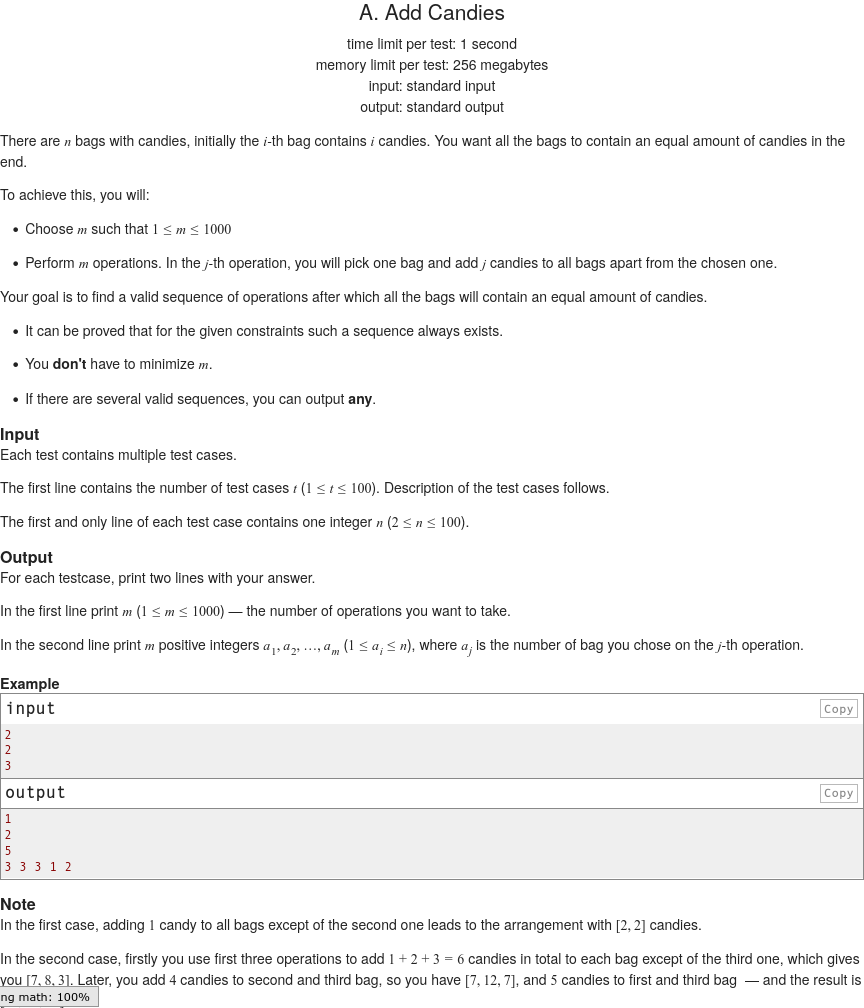 A. Add Candies
time limit per test: 1 second
memory limit per test: 256 megabytes
input: standard input
output: standard output
There are n bags with candies, initially the i-th bag contains i candies. You want all the bags to contain an equal amount of candies in the
end.
To achieve this, you will:
• Choose m such that 1 ≤ m ≤ 1000
• Perform m operations. In the j-th operation, you will pick one bag and add j candies to all bags apart from the chosen one.
Your goal is to find a valid sequence of operations after which all the bags will contain an equal amount of candies.
• It can be proved that for the given constraints such a sequence always exists.
• You don't have to minimize m.
• If there are several valid sequences, you can output any.
Input
Each test contains multiple test cases.
The first line contains the number of test cases t (1 ≤ t ≤ 100). Description of the test cases follows.
The first and only line of each test case contains one integer n (2 ≤ n ≤ 100).
Output
For each testcase, print two lines with your answer.
In the first line print m (1 ≤ m ≤ 1000) — the number of operations you want to take.
In the second line print m positive integers a1, a2, …, am (1 ≤ ai ≤ n), where aj is the number of bag you chose on the j-th operation.
Example
input Copy
2
2
3
output Copy
1
2
5
3 3 3 1 2
Note
In the first case, adding 1 candy to all bags except of the second one leads to the arrangement with [2, 2] candies.
In the second case, firstly you use first three operations to add 1 + 2 + 3 = 6 candies in total to each bag except of the third one, which gives
you [7, 8, 3]. Later, you add 4 candies to second and third bag, so you have [7, 12, 7], and 5 candies to first and third bag — and the result is
ng math: 100%